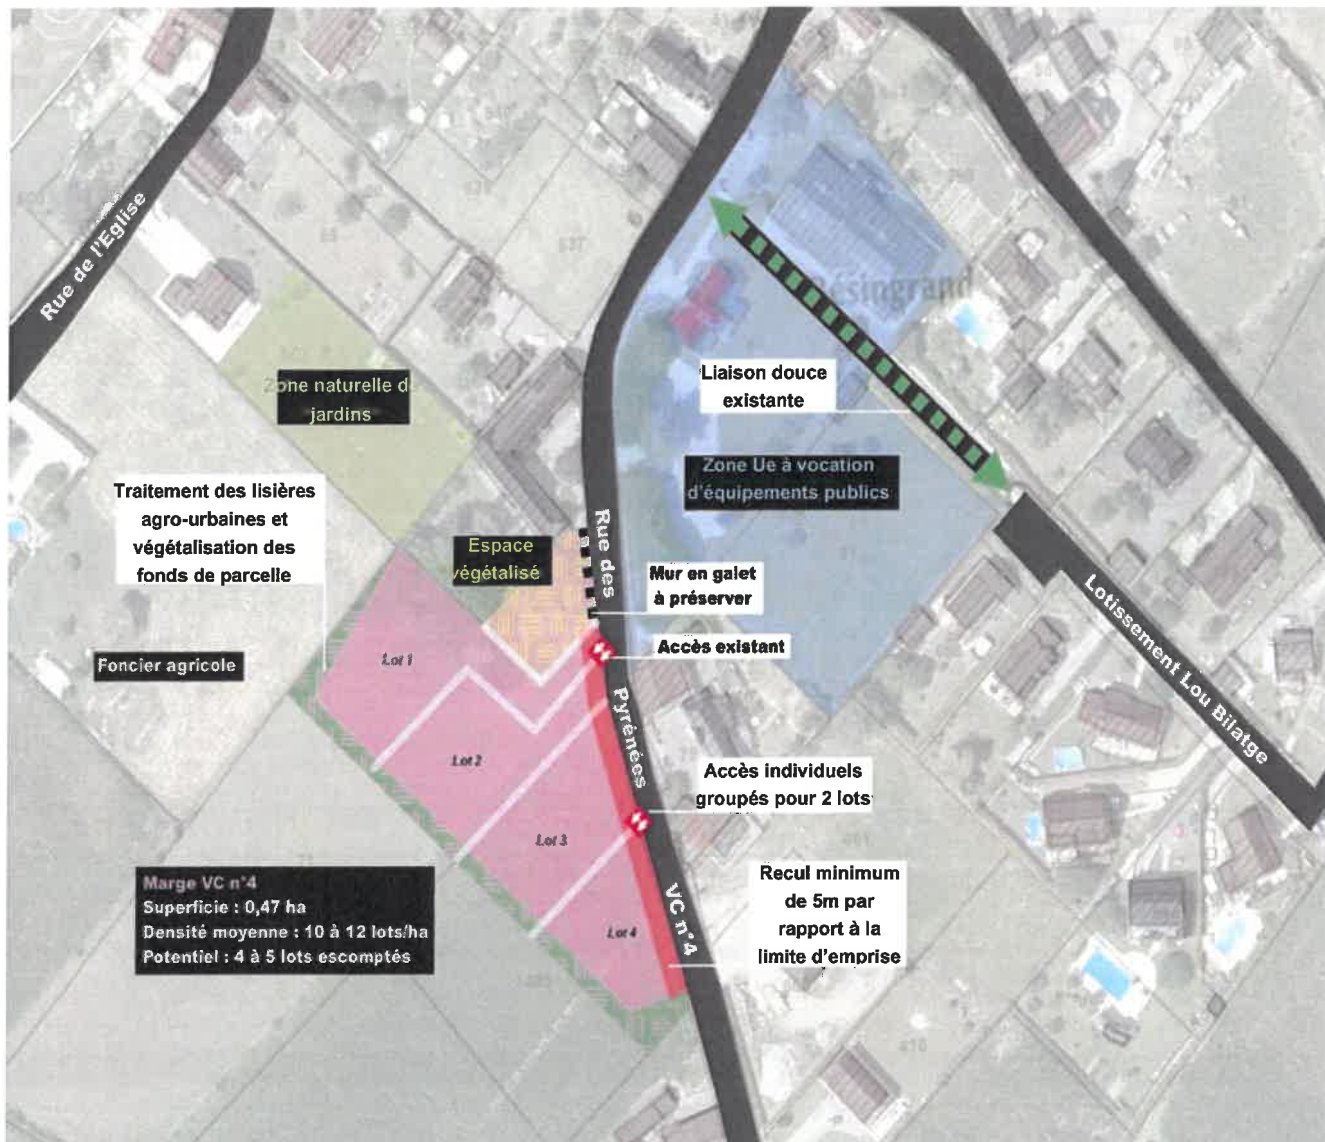 Rue de l'Eglise
Bésingrand
Liaison douce
existante
Zone naturelle de
jardins
Zone Ue à vocation
d'équipements publics
Traitement des lisières
agro-urbaines et
végétalisation des
fonds de parcelle
Espace
végétalisé
Rue des
Pyrénées
VC n°4
Mur en galet
à préserver
Accès existant
Lotissement Lou Bilatge
Foncier agricole
Lot 1
Lot 2
Lot 3
Lot 4
Accès individuels
groupés pour 2 lots
Recul minimum
de 5m par
rapport à la
limite d'emprise
Marge VC n°4
Superficie : 0,47 ha
Densité moyenne : 10 à 12 lots/ha
Potentiel : 4 à 5 lots escomptés